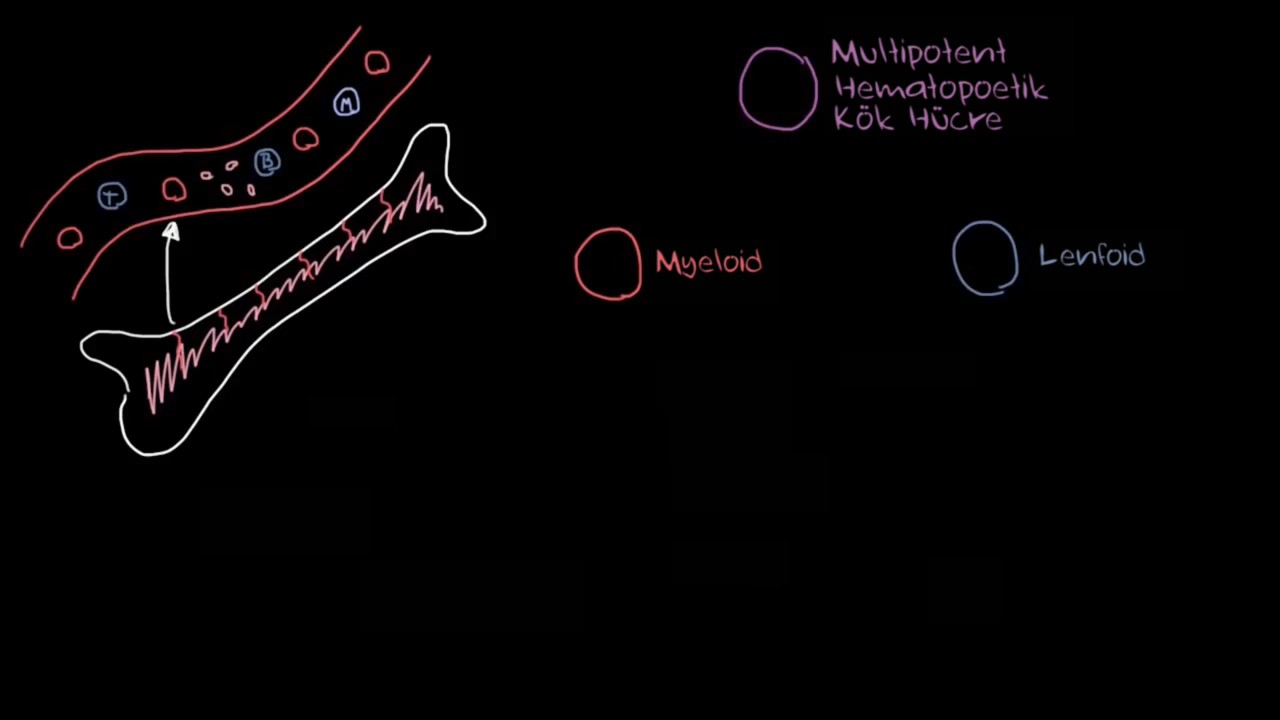 Multipotent
Hematopoetik
Kök Hücre
M
B
T
Myeloid
Lenfoid